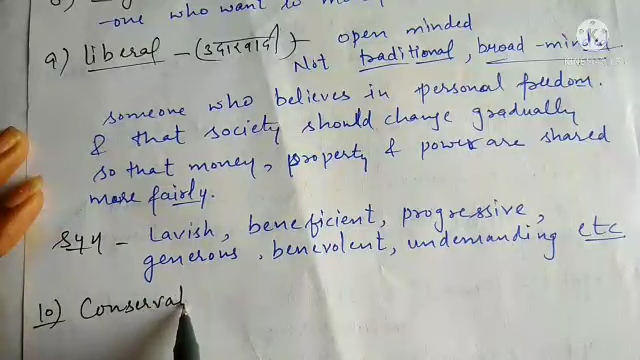 -one who want to
9) Liberal - (उदारवादी) - open minded
Not traditional, broad-minded
someone who believes in personal freedom.
& that society should change gradually
so that money, property & power are shared
more fairly.
Syy - Lavish, beneficient, progressive,
generous, benevolent, undemanding etc
10) Conserval